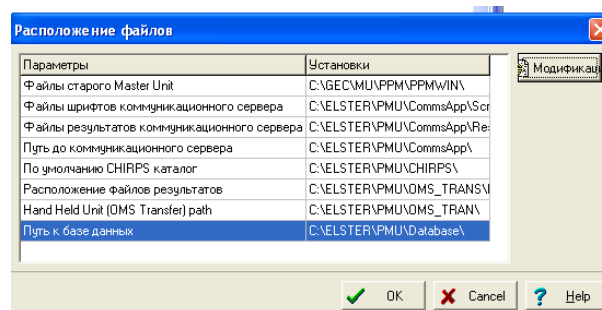 Расположение файлов
Параметры Установки
Файлы старого Master Unit C:\GEC\MU\PPM\PPMWIN\
Файлы шрифтов коммуникационного сервера C:\ELSTER\PMU\CommsApp\Scr
Файлы результатов коммуникационного сервера C:\ELSTER\PMU\CommsApp\Re:
Путь до коммуникационного сервера C:\ELSTER\PMU\CommsApp\
По умолчанию CHIRPS каталог C:\ELSTER\PMU\CHIRPS\
Расположение файлов результатов C:\ELSTER\PMU\OMS_TRANS\
Hand Held Unit (OMS Transfer) path C:\ELSTER\PMU\OMS_TRAN\
Путь к базе данных C:\ELSTER\PMU\Database\
Модификаци
OK Cancel ? Help